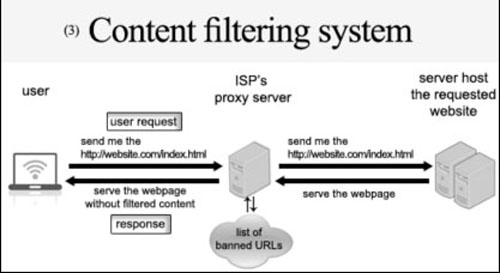 (3) Content filtering system
user
ISP's
proxy server
server host
the requested
website
user request
send me the
http://website.com/index.html
send me the
http://website.com/index.html
serve the webpage
without filtered content
serve the webpage
response
list of
banned URLs